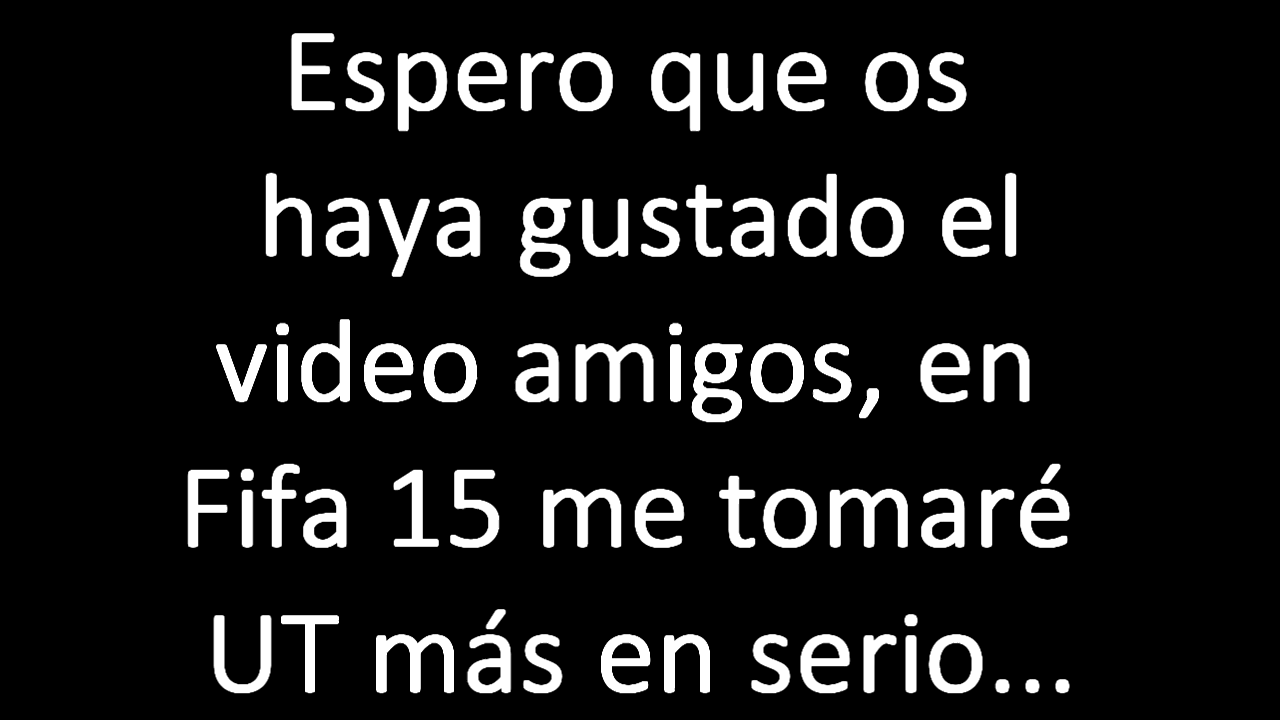 Espero que os
haya gustado el
video amigos, en
Fifa 15 me tomaré
UT más en serio...